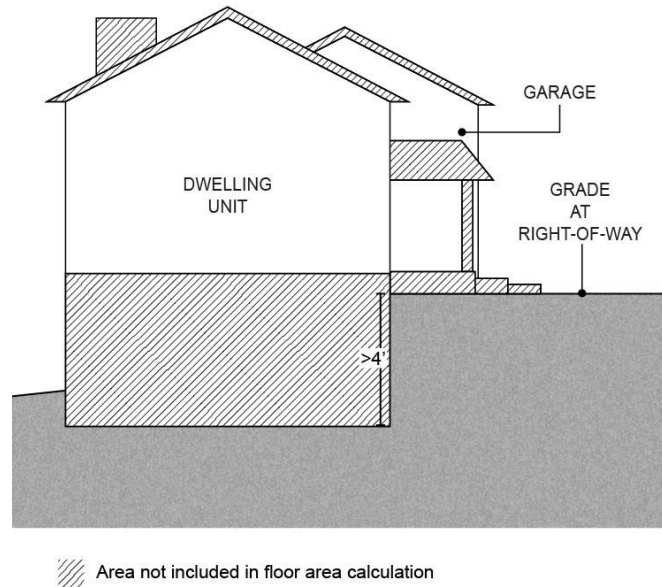 GARAGE
DWELLING
UNIT
GRADE
AT
RIGHT-OF-WAY
>4'
Area not included in floor area calculation